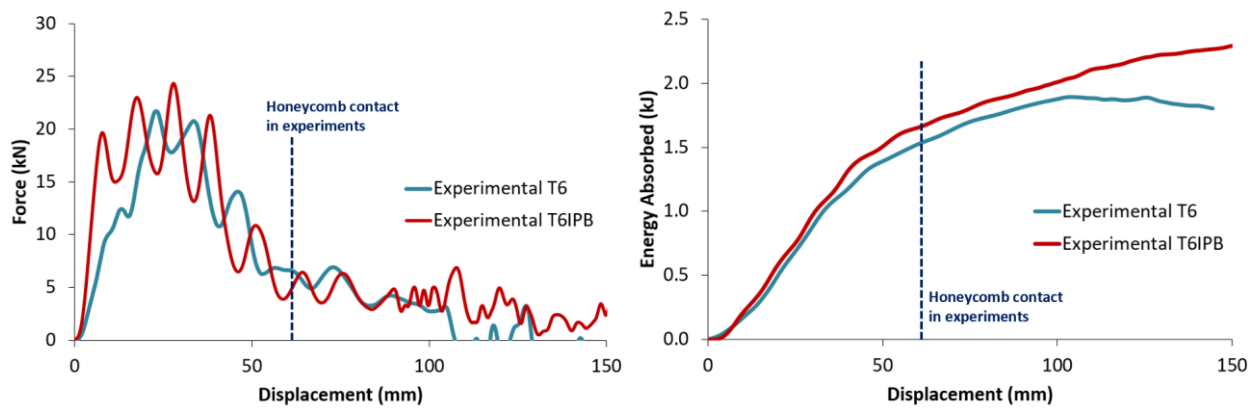 30
25
20
15
10
5
0
Force (kN)
Honeycomb contact
in experiments
Experimental T6
Experimental T6IPB
0 50 100 150
Displacement (mm)
2.5
2.0
1.5
1.0
0.5
0.0
Energy Absorbed (kJ)
Experimental T6
Experimental T6IPB
Honeycomb contact
in experiments
0 50 100 150
Displacement (mm)